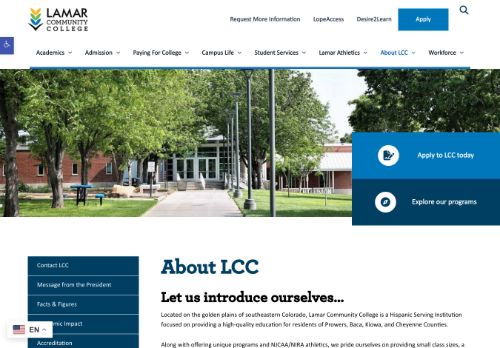 LAMAR
COMMUNITY
COLLEGE
Request More Information LopeAccess Desire2Learn Apply
Academics Admission Paying For College Campus Life Student Services Lamar Athletics About LCC Workforce
Apply to LCC today
Explore our programs
Contact LCC
Message from the President
Facts & Figures
omic Impact
Accreditation
EN
About LCC
Let us introduce ourselves...
Located on the golden plains of southeastern Colorado, Lamar Community College is a Hispanic Serving Institution
focused on providing a high-quality education for residents of Prowers, Baca, Kiowa, and Cheyenne Counties.
Along with offering unique programs and NJCAA/NIRA athletics, we pride ourselves on providing small class sizes, a